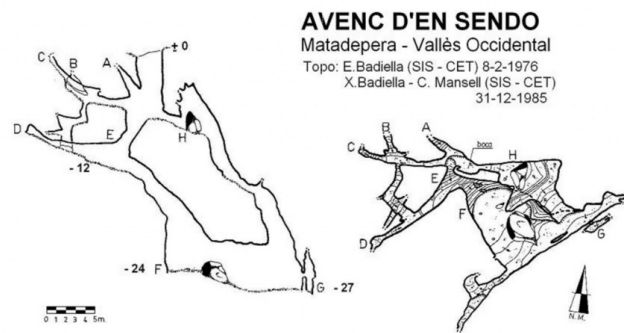 AVENC D'EN SENDO
Matadepera - Vallès Occidental
Topo: E.Badiella (SIS - CET) 8-2-1976
X.Badiella - C. Mansell (SIS - CET)
31-12-1985
± 0
C
B
A
H
D
E
- 12
- 24
F
G
- 27
0 1 2 3 4 5m.
B
A
boca
C
H
E
F
D
G
N.M.